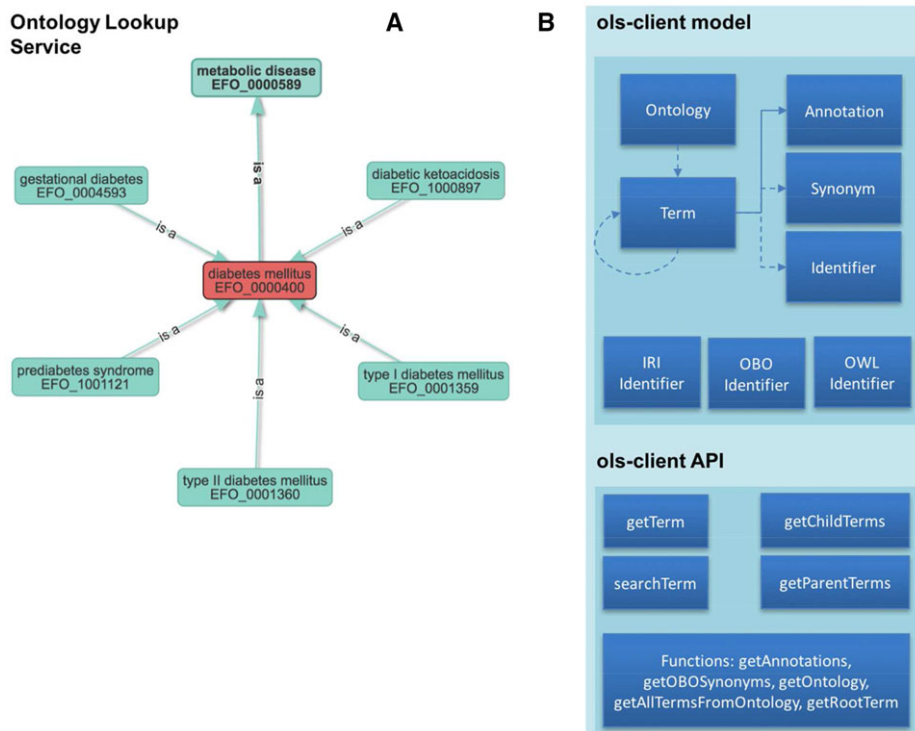 Ontology Lookup
Service
A
metabolic disease
EFO_0000589
is a
gestational diabetes
EFO_0004593
is a
diabetic ketoacidosis
EFO_1000897
is a
diabetes mellitus
EFO_0000400
prediabetes syndrome
EFO_1001121
is a
is a
type I diabetes mellitus
EFO_0001359
is a
type II diabetes mellitus
EFO_0001360
B
ols-client model
Ontology
Annotation
Term
Synonym
Identifier
IRI
Identifier
OBO
Identifier
OWL
Identifier
ols-client API
getTerm
getChildTerms
searchTerm
getParentTerms
Functions: getAnnotations,
getOBOSynonyms, getOntology,
getAllTermsFromOntology, getRootTerm